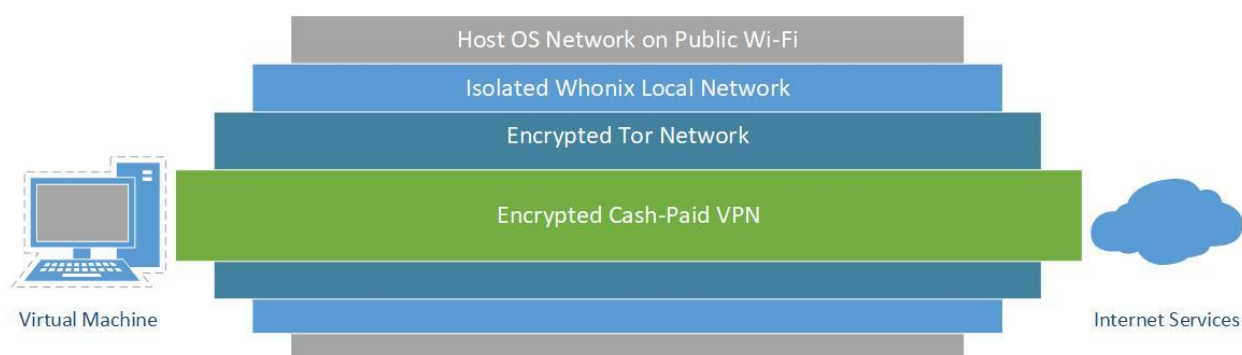 Host OS Network on Public Wi-Fi
Isolated Whonix Local Network
Encrypted Tor Network
Encrypted Cash-Paid VPN
Virtual Machine
Internet Services